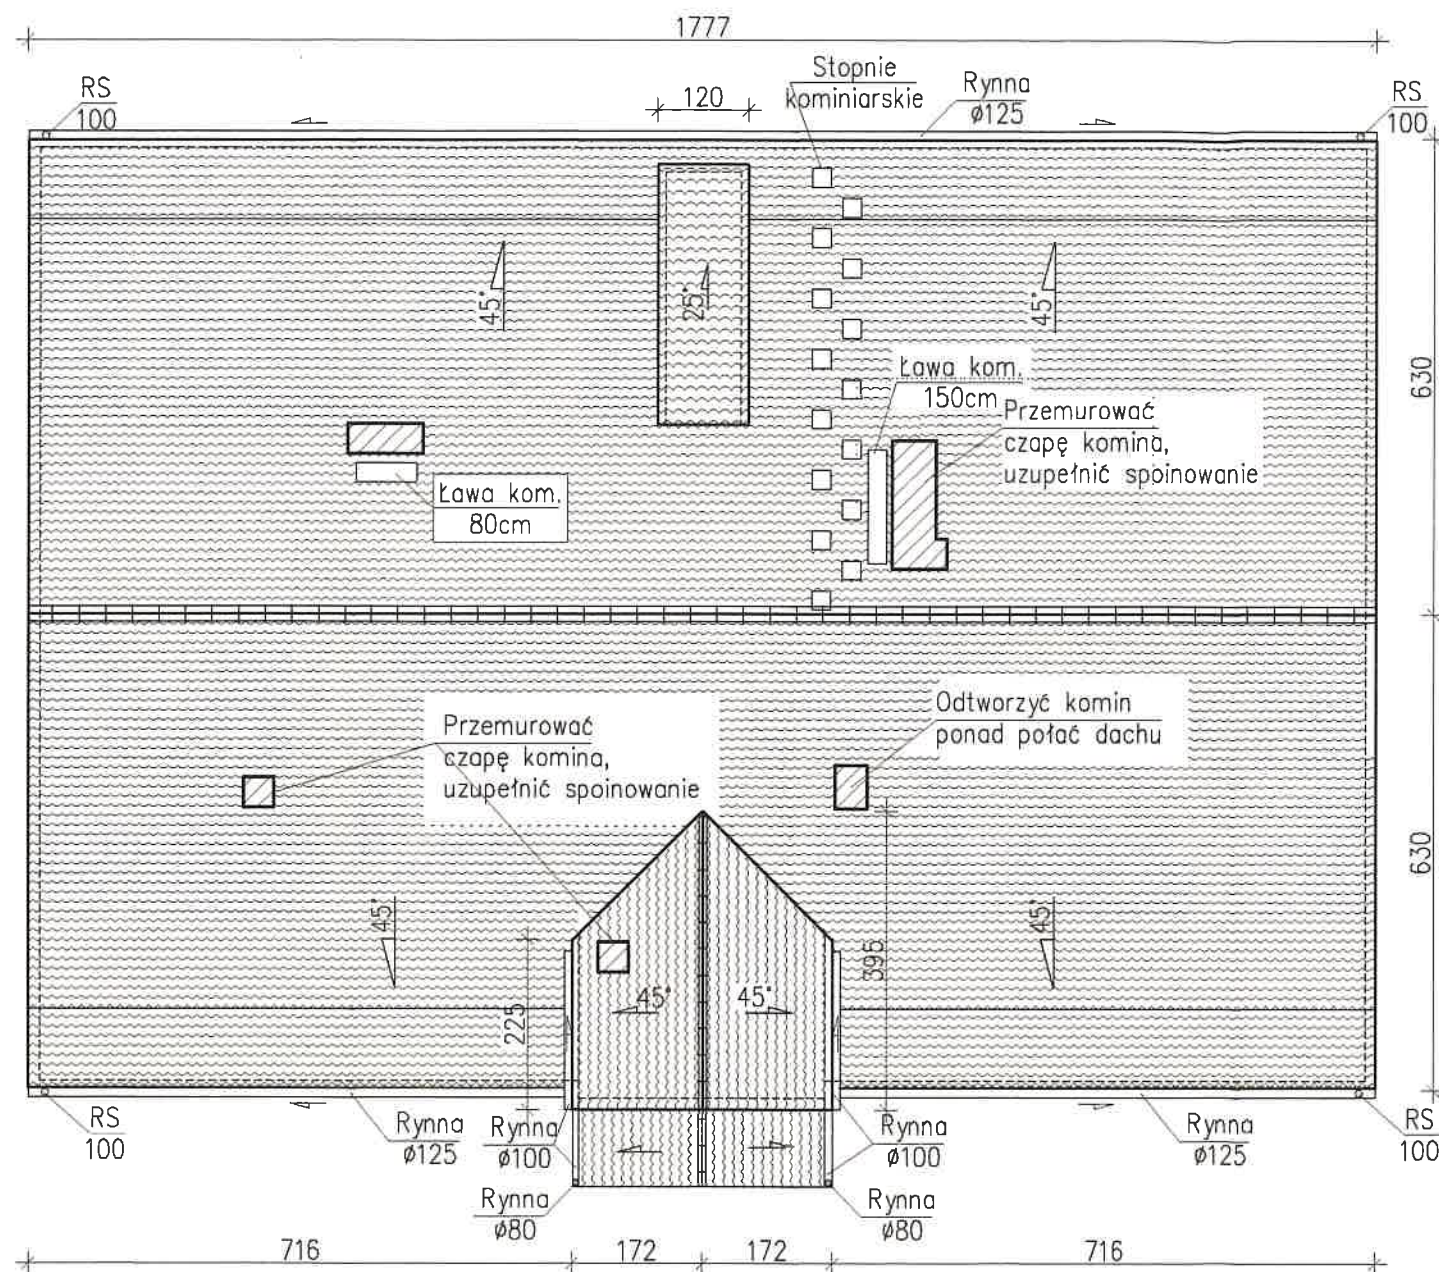 1777
RS
100
120
Stopnie
kominiarskie
Rynna
ø125
RS
100
45°
25°
45°
630
Ława kom.
150cm
Przemurować
czapę komina,
uzupełnić spoinowanie
Ława kom.
80cm
Przemurować
czapę komina,
uzupełnić spoinowanie
Odtworzyć komin
ponad połać dachu
630
45°
45°
395
225
45°
45°
RS
100
Rynna
ø125
Rynna
ø100
Rynna
ø100
Rynna
ø125
RS
100
Rynna
ø80
Rynna
ø80
716
172
172
716